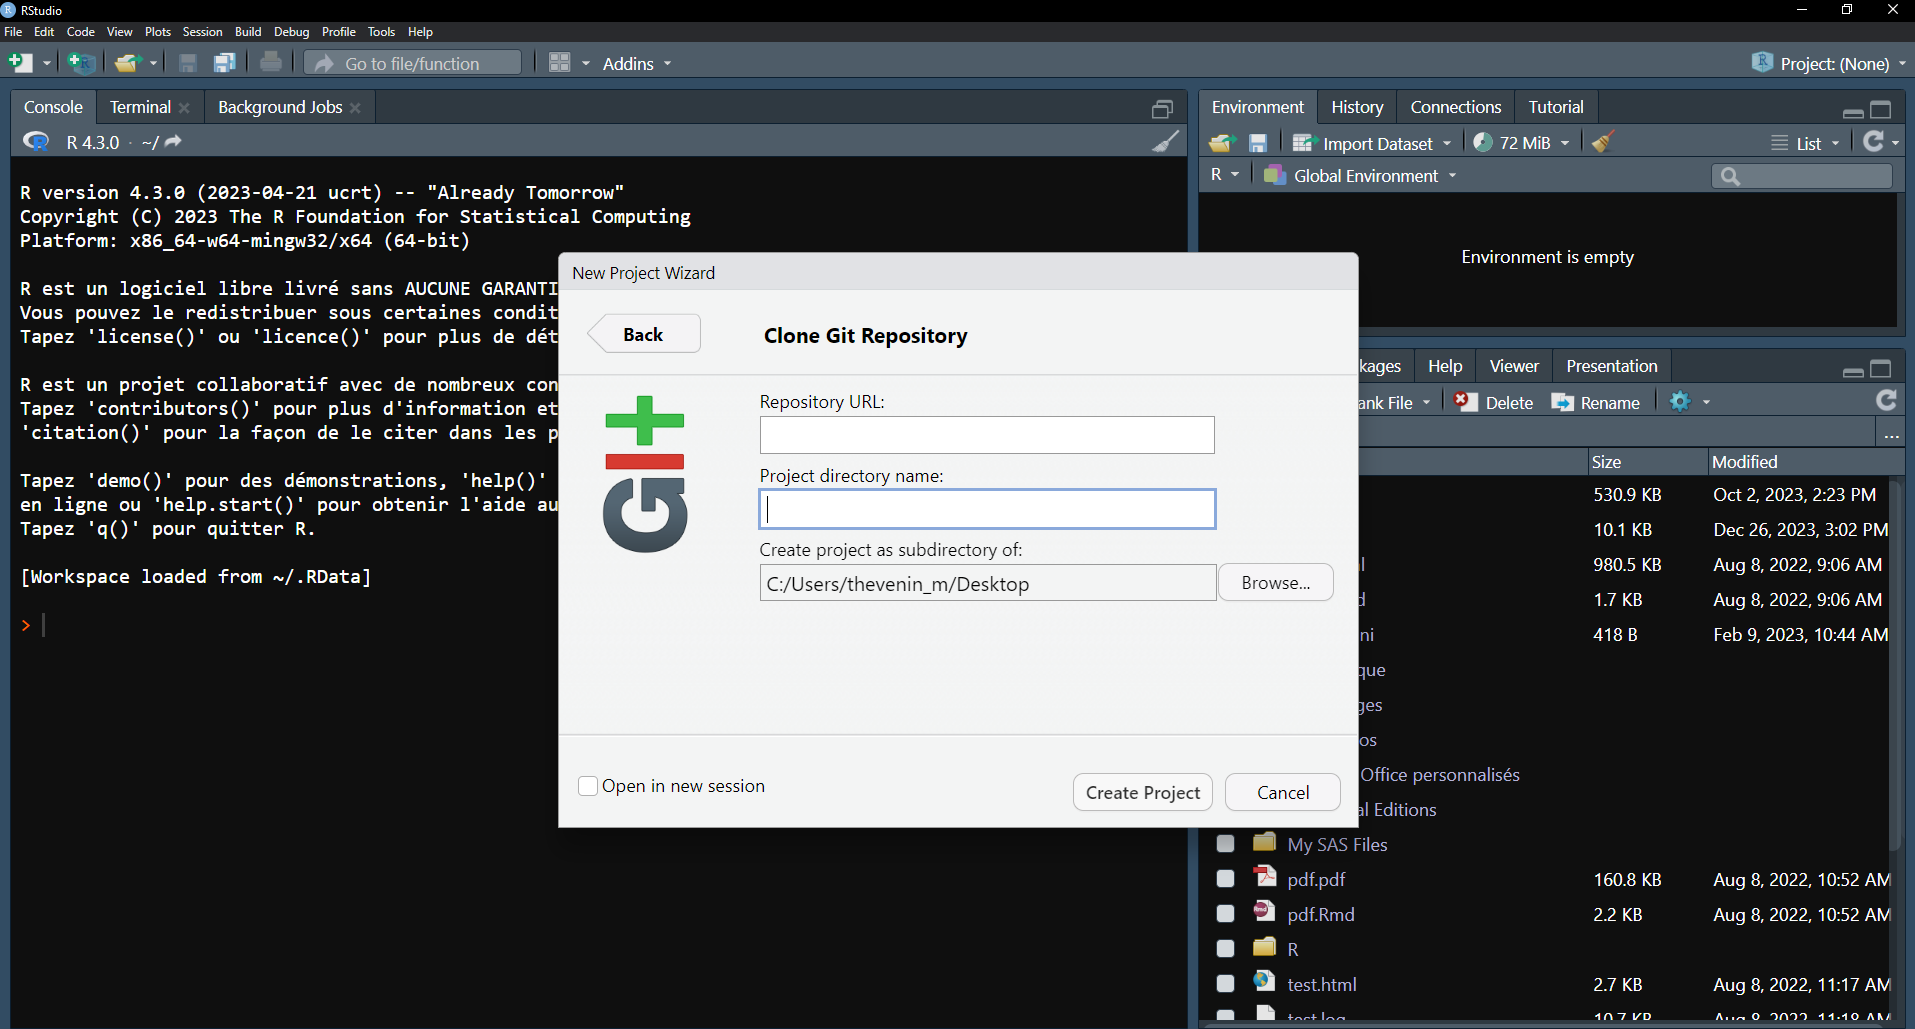 RStudio
File Edit Code View Plots Session Build Debug Profile Tools Help
Go to file/function Addins Project: (None)
Console Terminal Background Jobs
R 4.3.0 · ~/
R version 4.3.0 (2023-04-21 ucrt) -- "Already Tomorrow"
Copyright (C) 2023 The R Foundation for Statistical Computing
Platform: x86_64-w64-mingw32/x64 (64-bit)
R est un logiciel libre livré sans AUCUNE GARANTI
Vous pouvez le redistribuer sous certaines condit
Tapez 'license()' ou 'licence()' pour plus de dét
R est un projet collaboratif avec de nombreux con
Tapez 'contributors()' pour plus d'information et
'citation()' pour la façon de le citer dans les p
Tapez 'demo()' pour des démonstrations, 'help()'
en ligne ou 'help.start()' pour obtenir l'aide au
Tapez 'q()' pour quitter R.
[Workspace loaded from ~/.RData]
>
New Project Wizard
Back
Clone Git Repository
Git
Repository URL:
Project directory name:
Create project as subdirectory of:
C:/Users/thevenin_m/Desktop
Browse...
Open in new session
Create Project
Cancel
Environment History Connections Tutorial
Import Dataset 72 MiB List
R Global Environment
Environment is empty
kages Help Viewer Presentation
ank File Delete Rename
...
Size Modified
530.9 KB Oct 2, 2023, 2:23 PM
10.1 KB Dec 26, 2023, 3:02 PM
l 980.5 KB Aug 8, 2022, 9:06 AM
d 1.7 KB Aug 8, 2022, 9:06 AM
ni 418 B Feb 9, 2023, 10:44 AM
que
ges
os
Office personnalisés
al Editions
My SAS Files
pdf.pdf 160.8 KB Aug 8, 2022, 10:52 AM
pdf.Rmd 2.2 KB Aug 8, 2022, 10:52 AM
R
test.html 2.7 KB Aug 8, 2022, 11:17 AM
test.log 10.7 KB Aug 8, 2022, 11:18 AM